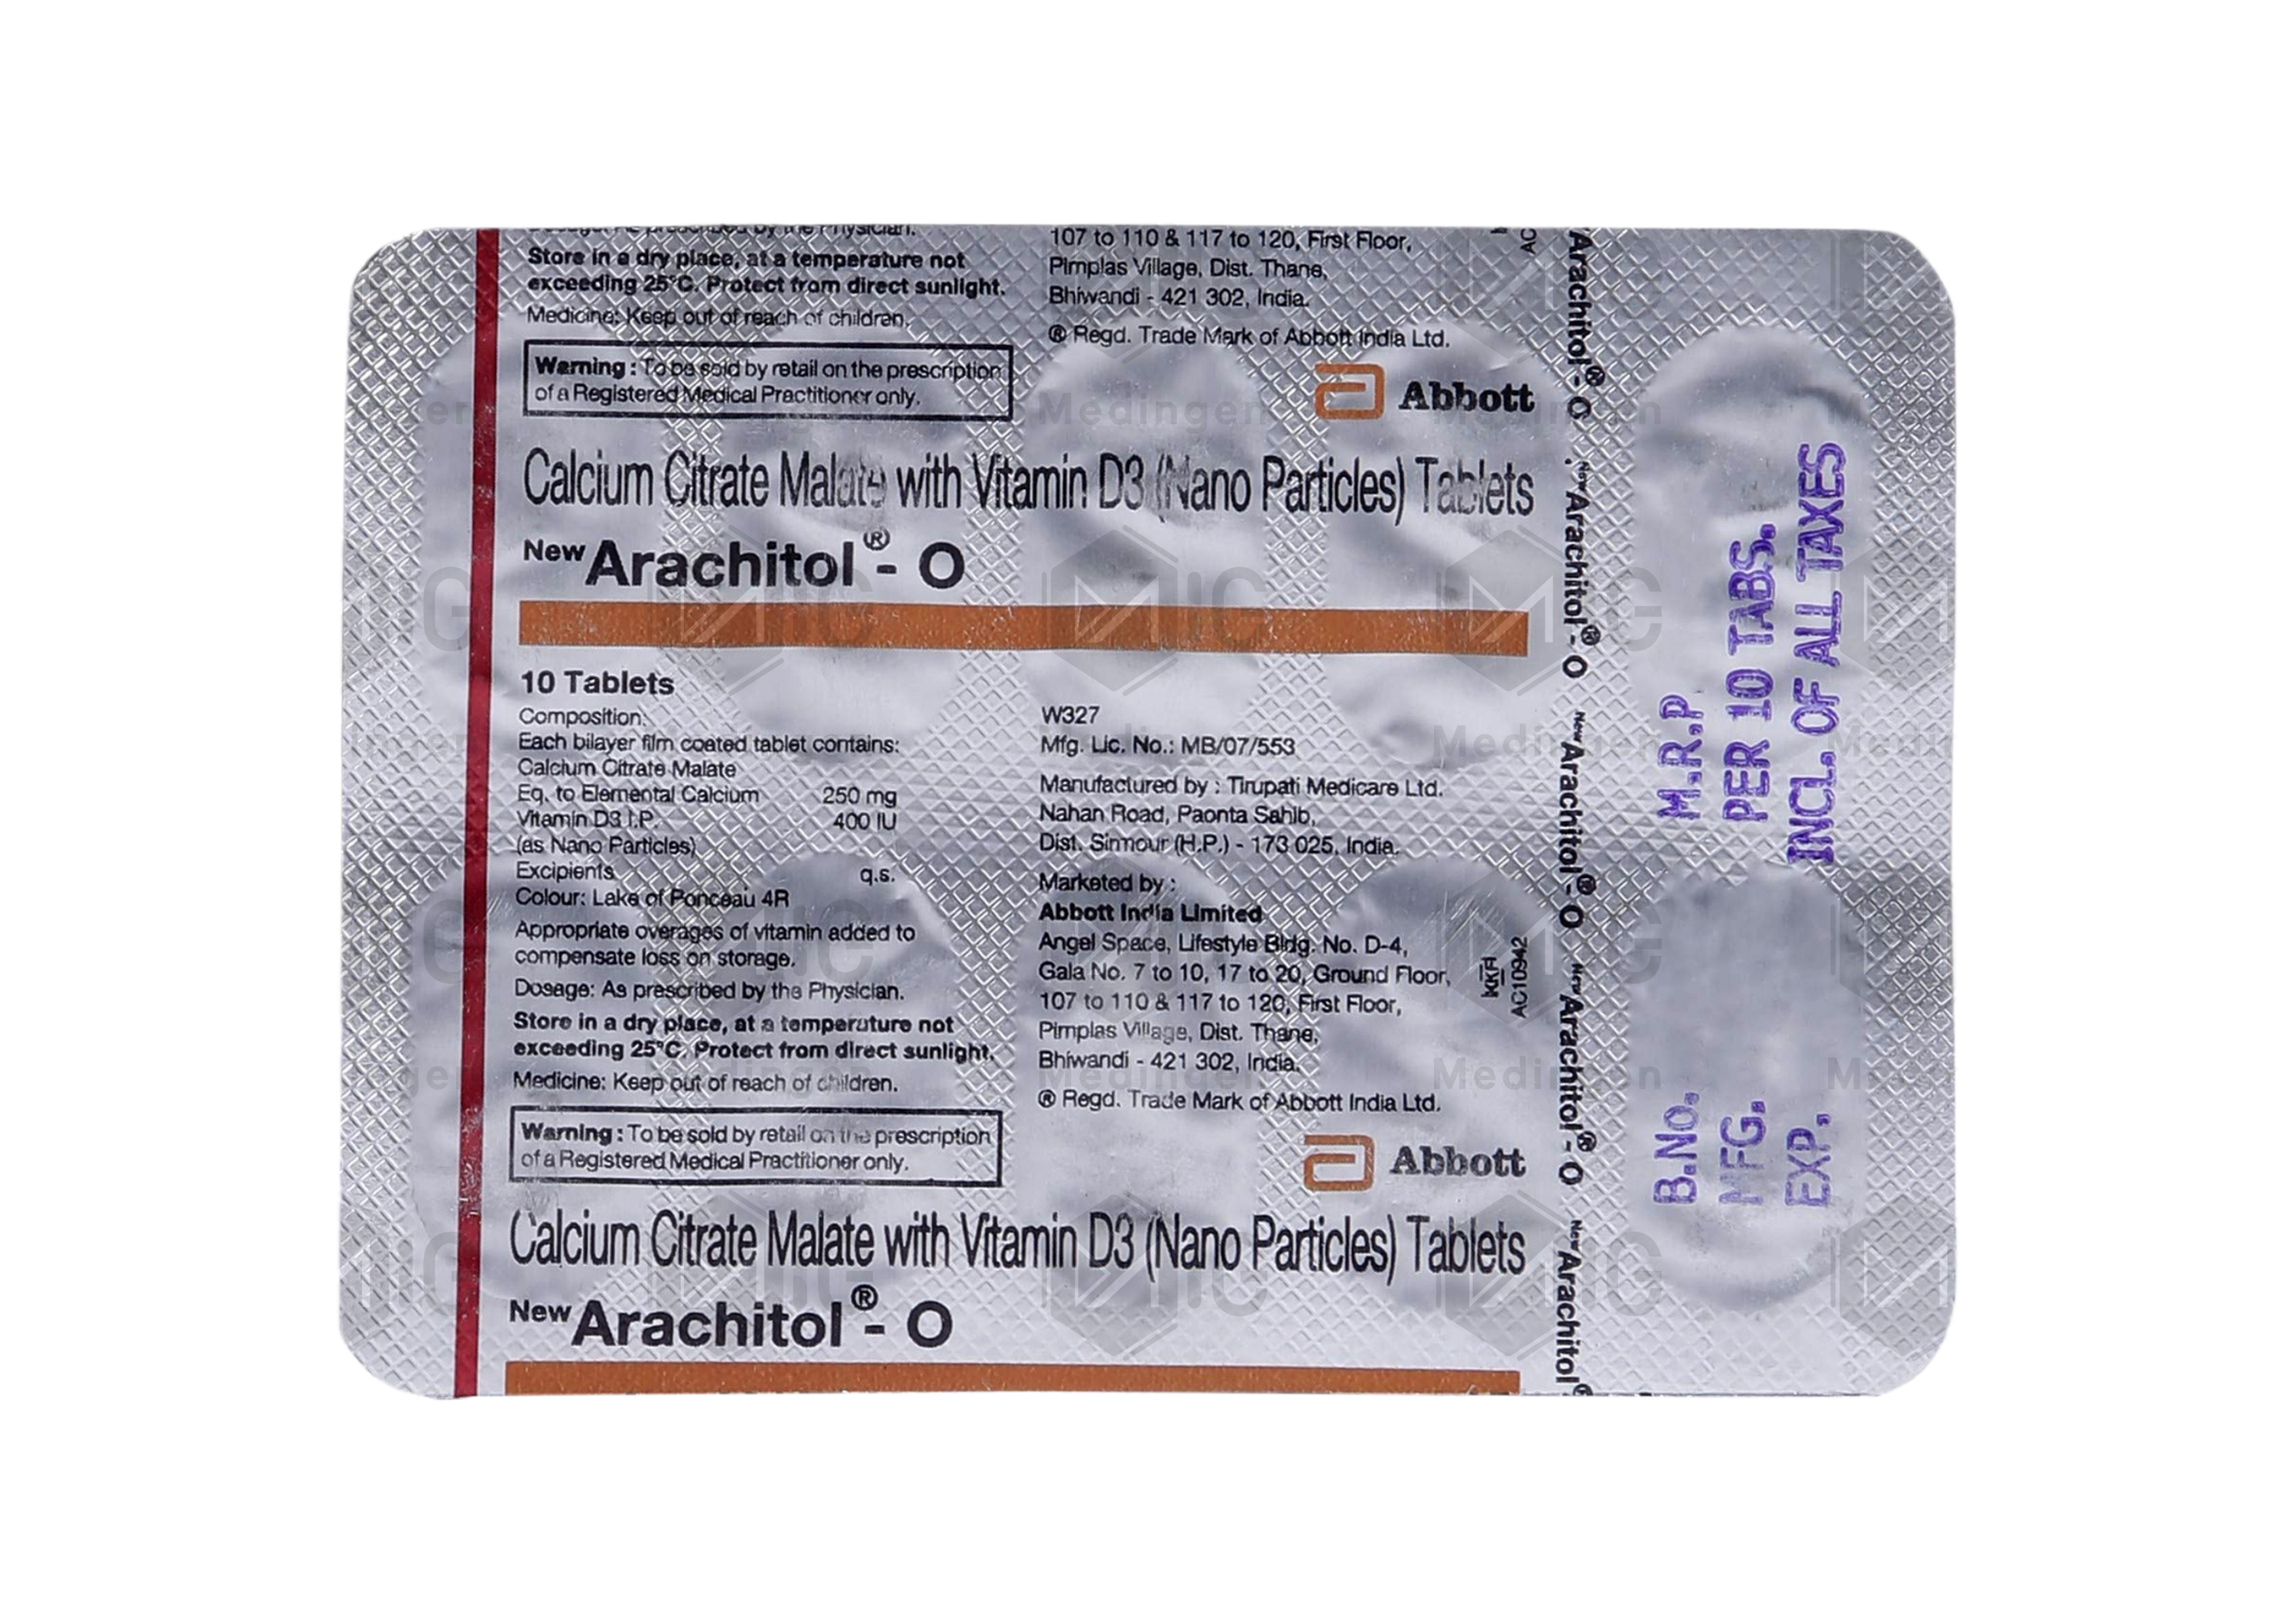 107 to 110 & 117 to 120, First Floor,
Store in a dry place, at a temperature not
exceeding 25°C. Protect from direct sunlight.
Medicine: Keep out of reach of children.
Warning : To be sold by retail on the prescription
of a Registered Medical Practitioner only.
Pimplas Village, Dist. Thane,
Bhiwandi - 421 302, India.
® Regd. Trade Mark of Abbott India Ltd.
AC
Abbott
Calcium Citrate Malate with Vitamin D3 (Nano Particles) Tablets
New Arachitol® - O
10 Tablets
Composition:
Each bilayer film coated tablet contains:
Calcium Citrate Malate
Eq. to Elemental Calcium 250 mg
Vitamin D3 I.P. 400 IU
(as Nano Particles)
Excipients q.s.
Colour: Lake of Ponceau 4R
Appropriate overages of vitamin added to
compensate loss on storage.
Dosage: As prescribed by the Physician.
Store in a dry place, at a temperature not
exceeding 25°C. Protect from direct sunlight.
Medicine: Keep out of reach of children.
Warning : To be sold by retail on the prescription
of a Registered Medical Practitioner only.
W327
Mfg. Lic. No.: MB/07/553
Manufactured by : Tirupati Medicare Ltd.
Nahan Road, Paonta Sahib,
Dist. Sirmour (H.P.) - 173 025, India.
Marketed by :
Abbott India Limited
Angel Space, Lifestyle Bldg. No. D-4,
Gala No. 7 to 10, 17 to 20, Ground Floor,
107 to 110 & 117 to 120, First Floor,
Pimplas Village, Dist. Thane,
Bhiwandi - 421 302, India.
® Regd. Trade Mark of Abbott India Ltd.
AC10942
Abbott
Calcium Citrate Malate with Vitamin D3 (Nano Particles) Tablets
New Arachitol® - O
Arachitol® - O
New Arachitol® - O
New Arachitol® - O
New Arachitol® - O
New Arachitol®
M.R.P
PER 10 TABS.
INCL. OF ALL TAXES
B.No.
MFG.
EXP.
Medingen
Medingen